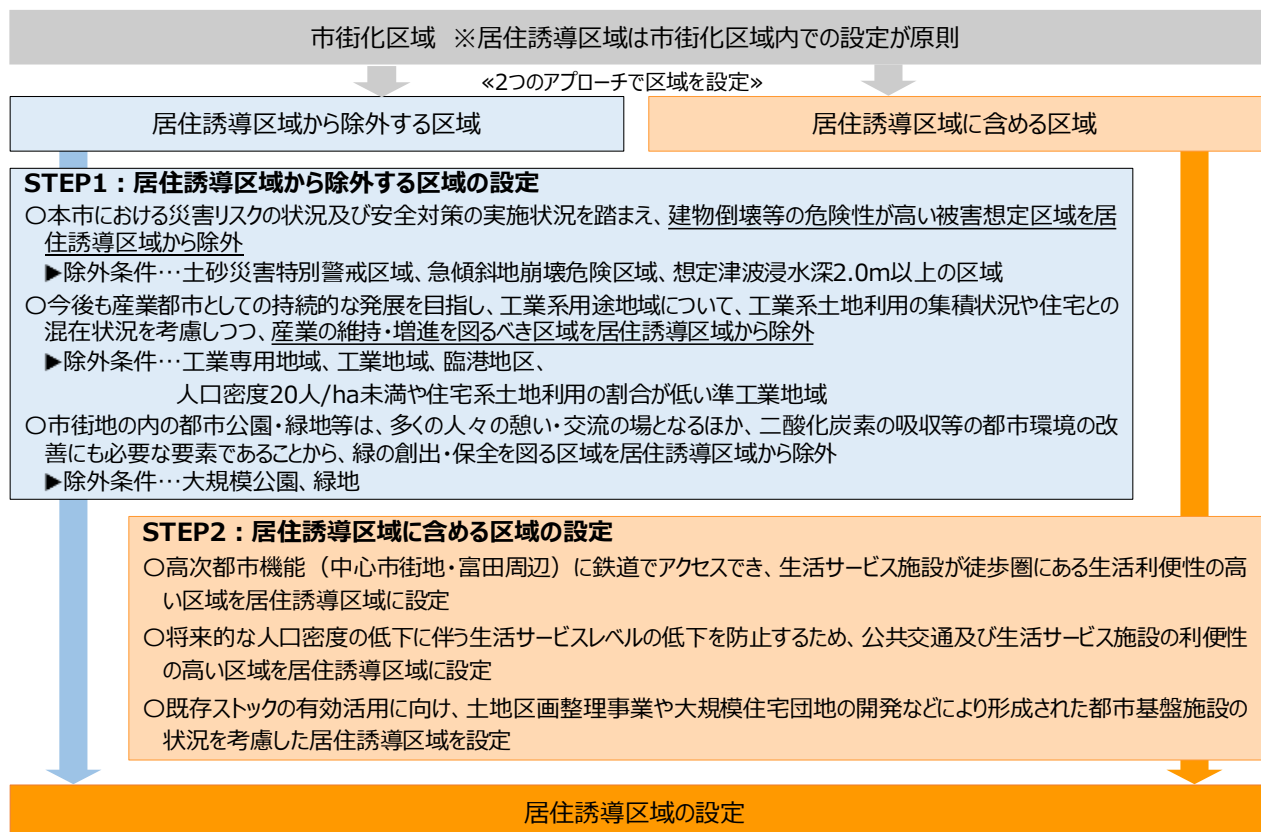 市街化区域 ※居住誘導区域は市街化区域内での設定が原則
≪2つのアプローチで区域を設定≫
居住誘導区域から除外する区域
居住誘導区域に含める区域
STEP1：居住誘導区域から除外する区域の設定
〇本市における災害リスクの状況及び安全対策の実施状況を踏まえ、建物倒壊等の危険性が高い被害想定区域を居
住誘導区域から除外
▶除外条件…土砂災害特別警戒区域、急傾斜地崩壊危険区域、想定津波浸水深2.0m以上の区域
〇今後も産業都市としての持続的な発展を目指し、工業系用途地域について、工業系土地利用の集積状況や住宅との
混在状況を考慮しつつ、産業の維持・増進を図るべき区域を居住誘導区域から除外
▶除外条件…工業専用地域、工業地域、臨港地区、
人口密度20人/ha未満や住宅系土地利用の割合が低い準工業地域
〇市街地の内の都市公園・緑地等は、多くの人々の憩い・交流の場となるほか、二酸化炭素の吸収等の都市環境の改
善にも必要な要素であることから、緑の創出・保全を図る区域を居住誘導区域から除外
▶除外条件…大規模公園、緑地
STEP2：居住誘導区域に含める区域の設定
〇高次都市機能（中心市街地・富田周辺）に鉄道でアクセスでき、生活サービス施設が徒歩圏にある生活利便性の高
い区域を居住誘導区域に設定
〇将来的な人口密度の低下に伴う生活サービスレベルの低下を防止するため、公共交通及び生活サービス施設の利便性
の高い区域を居住誘導区域に設定
〇既存ストックの有効活用に向け、土地区画整理事業や大規模住宅団地の開発などにより形成された都市基盤施設の
状況を考慮した居住誘導区域を設定
居住誘導区域の設定